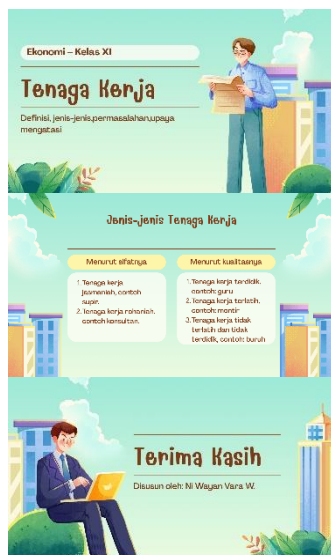 Ekonomi – Kelas XI
Tenaga Kerja
Definisi, jenis-jenis,permasalahan,upaya
mengatasi
Jenis-jenis Tenaga Kerja
Menurut sifatnya
1. Tenaga kerja
jasmaniah, contoh
supir.
2. Tenaga kerja rohaniah,
contoh konsultan.
Menurut kualitasnya
1. Tenaga kerja terdidik,
contoh: guru
2. Tenaga kerja terlatih,
contoh: montir
3. Tenaga kerja tidak
terlatih dan tidak
terdidik, contoh: buruh
Terima Kasih
Disusun oleh: Ni Wayan Vara W.